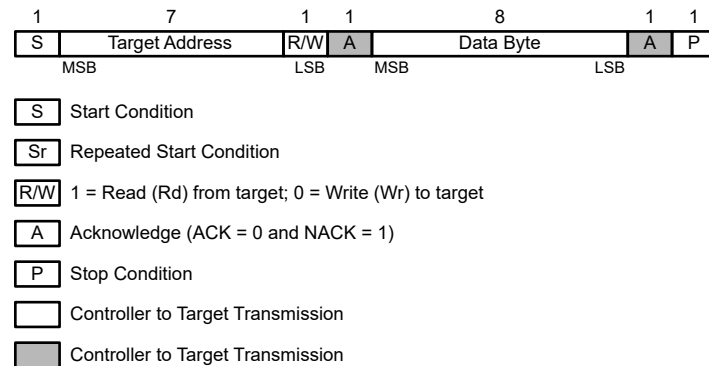 1 7 1 1 8 1 1
S Target Address R/W A Data Byte A P
MSB LSB MSB LSB
S Start Condition
Sr Repeated Start Condition
R/W 1 = Read (Rd) from target; 0 = Write (Wr) to target
A Acknowledge (ACK = 0 and NACK = 1)
P Stop Condition
Controller to Target Transmission
Controller to Target Transmission